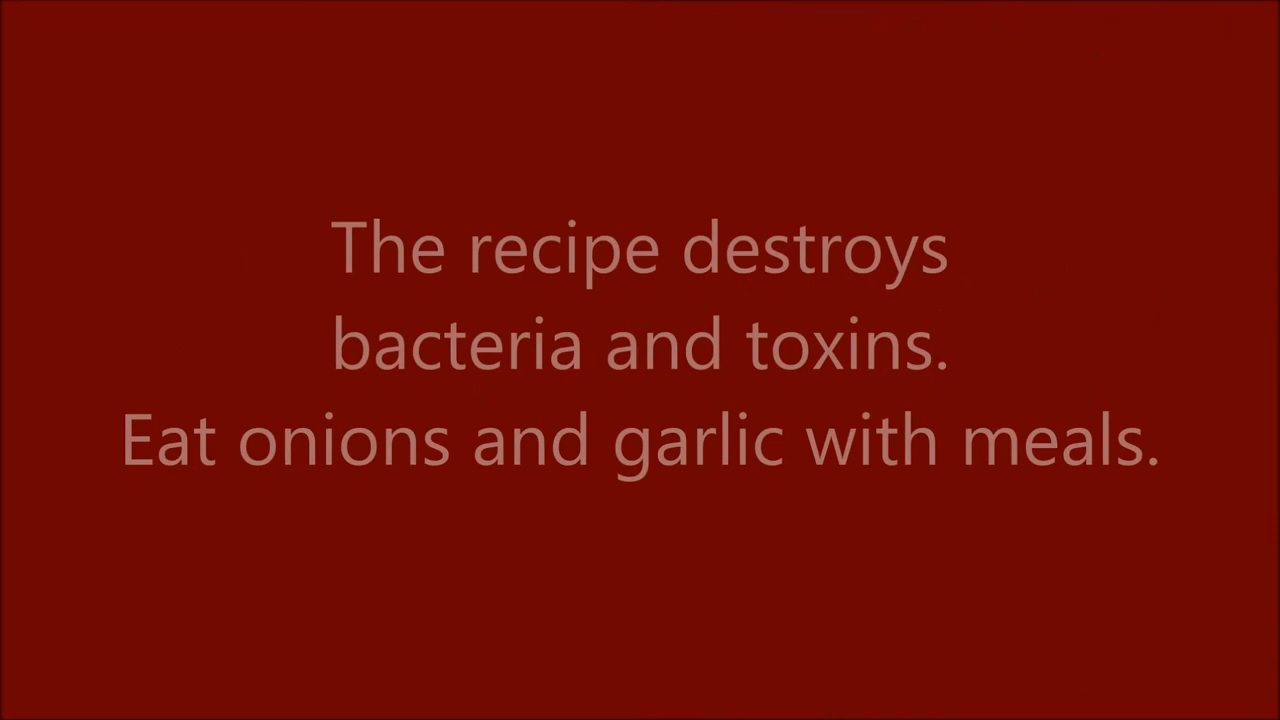 The recipe destroys
bacteria and toxins.
Eat onions and garlic with meals.